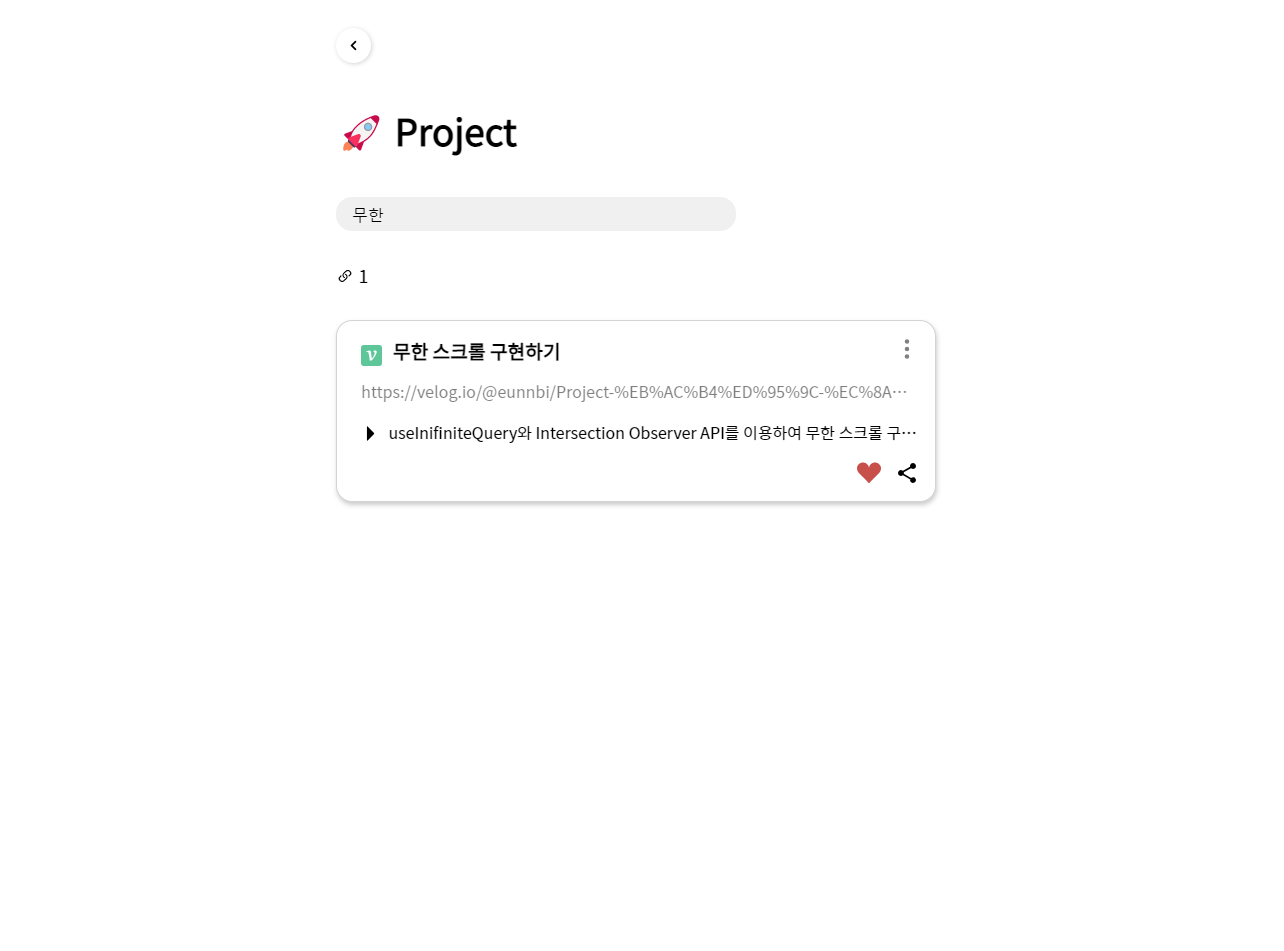 Project
무한
1
무한 스크롤 구현하기
https://velog.io/@eunnbi/Project-%EB%AC%B4%ED%95%9C-%EC%8A…
useInifiniteQuery와 Intersection Observer API를 이용하여 무한 스크롤 구…